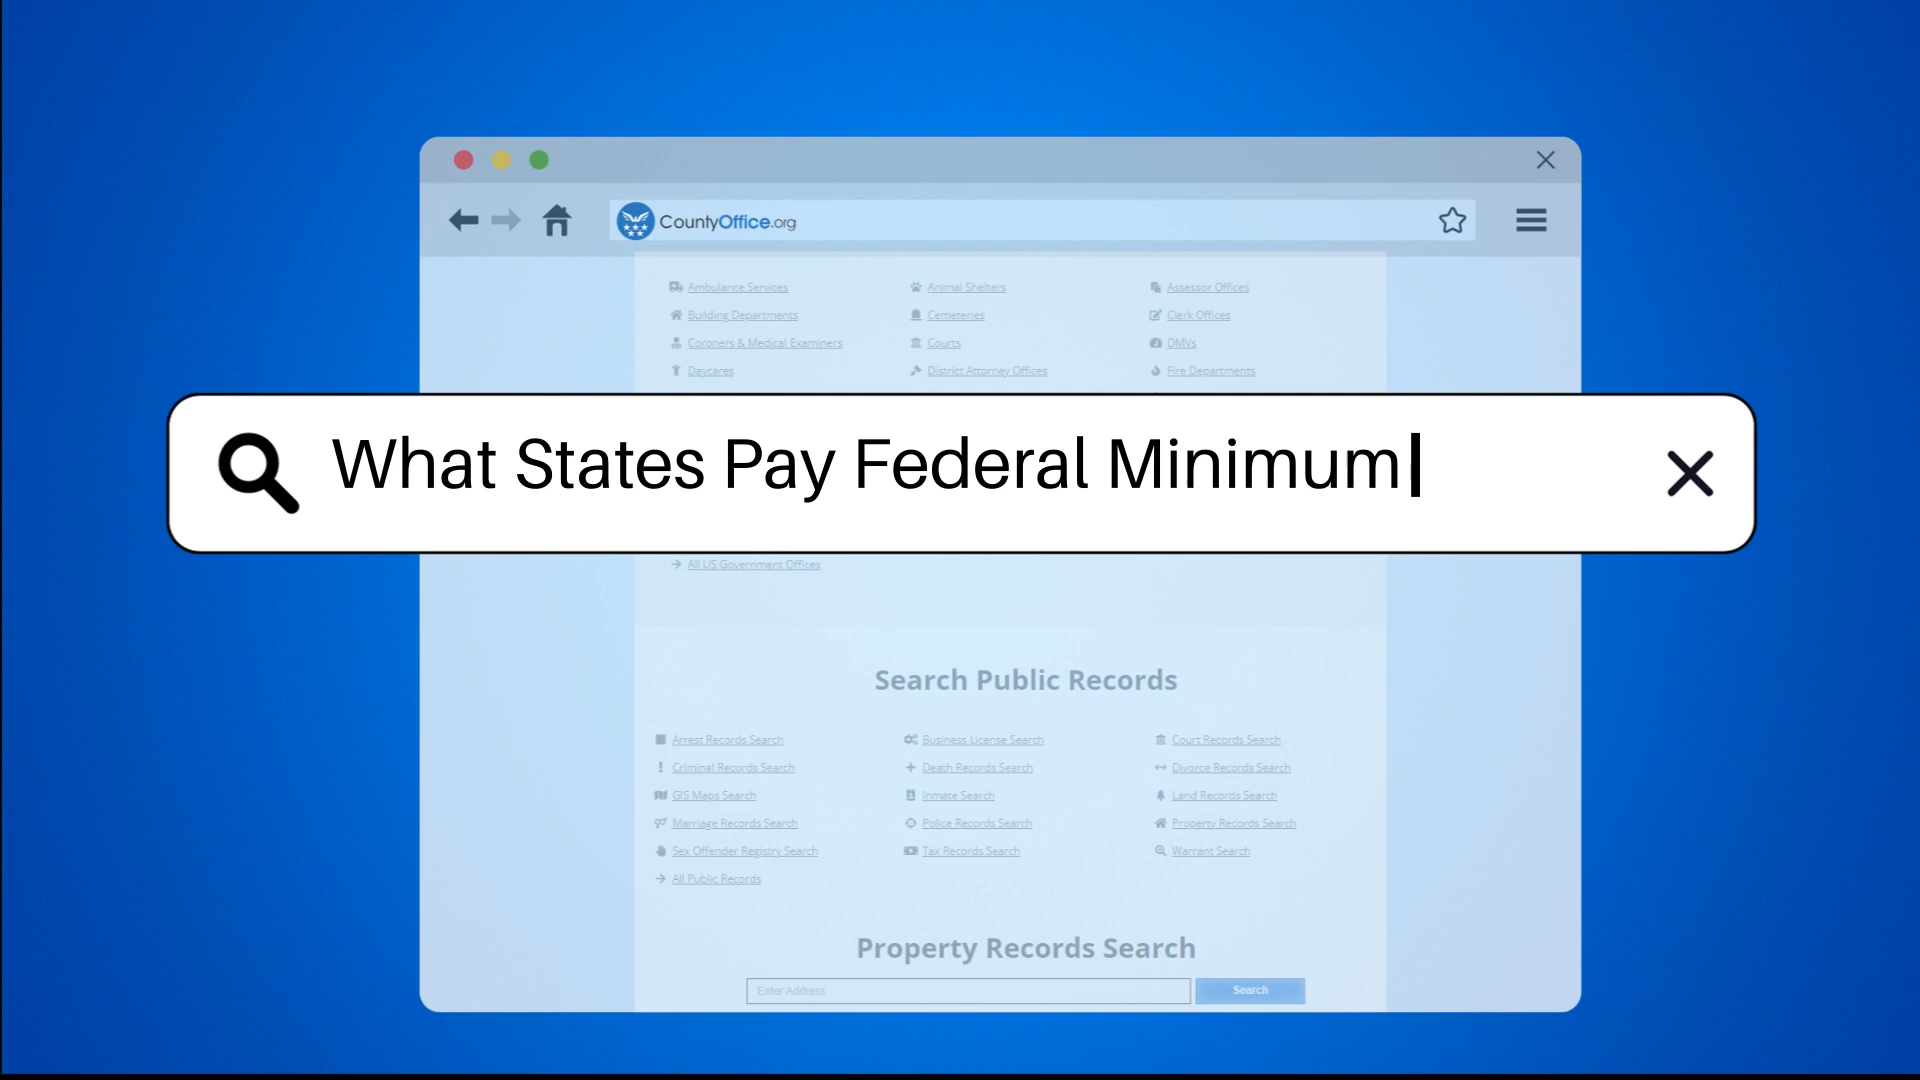 CountyOffice.org
Ambulance Services Animal Shelters Assessor Offices
Building Departments Cemeteries Clerk Offices
Coroners & Medical Examiners Courts DMVs
Daycares District Attorney Offices Fire Departments
What States Pay Federal Minimum
All US Government Offices
Search Public Records
Arrest Records Search Business License Search Court Records Search
Criminal Records Search Death Records Search Divorce Records Search
GIS Maps Search Inmate Search Land Records Search
Marriage Records Search Police Records Search Property Records Search
Sex Offender Registry Search Tax Records Search Warrant Search
All Public Records
Property Records Search
Enter Address Search